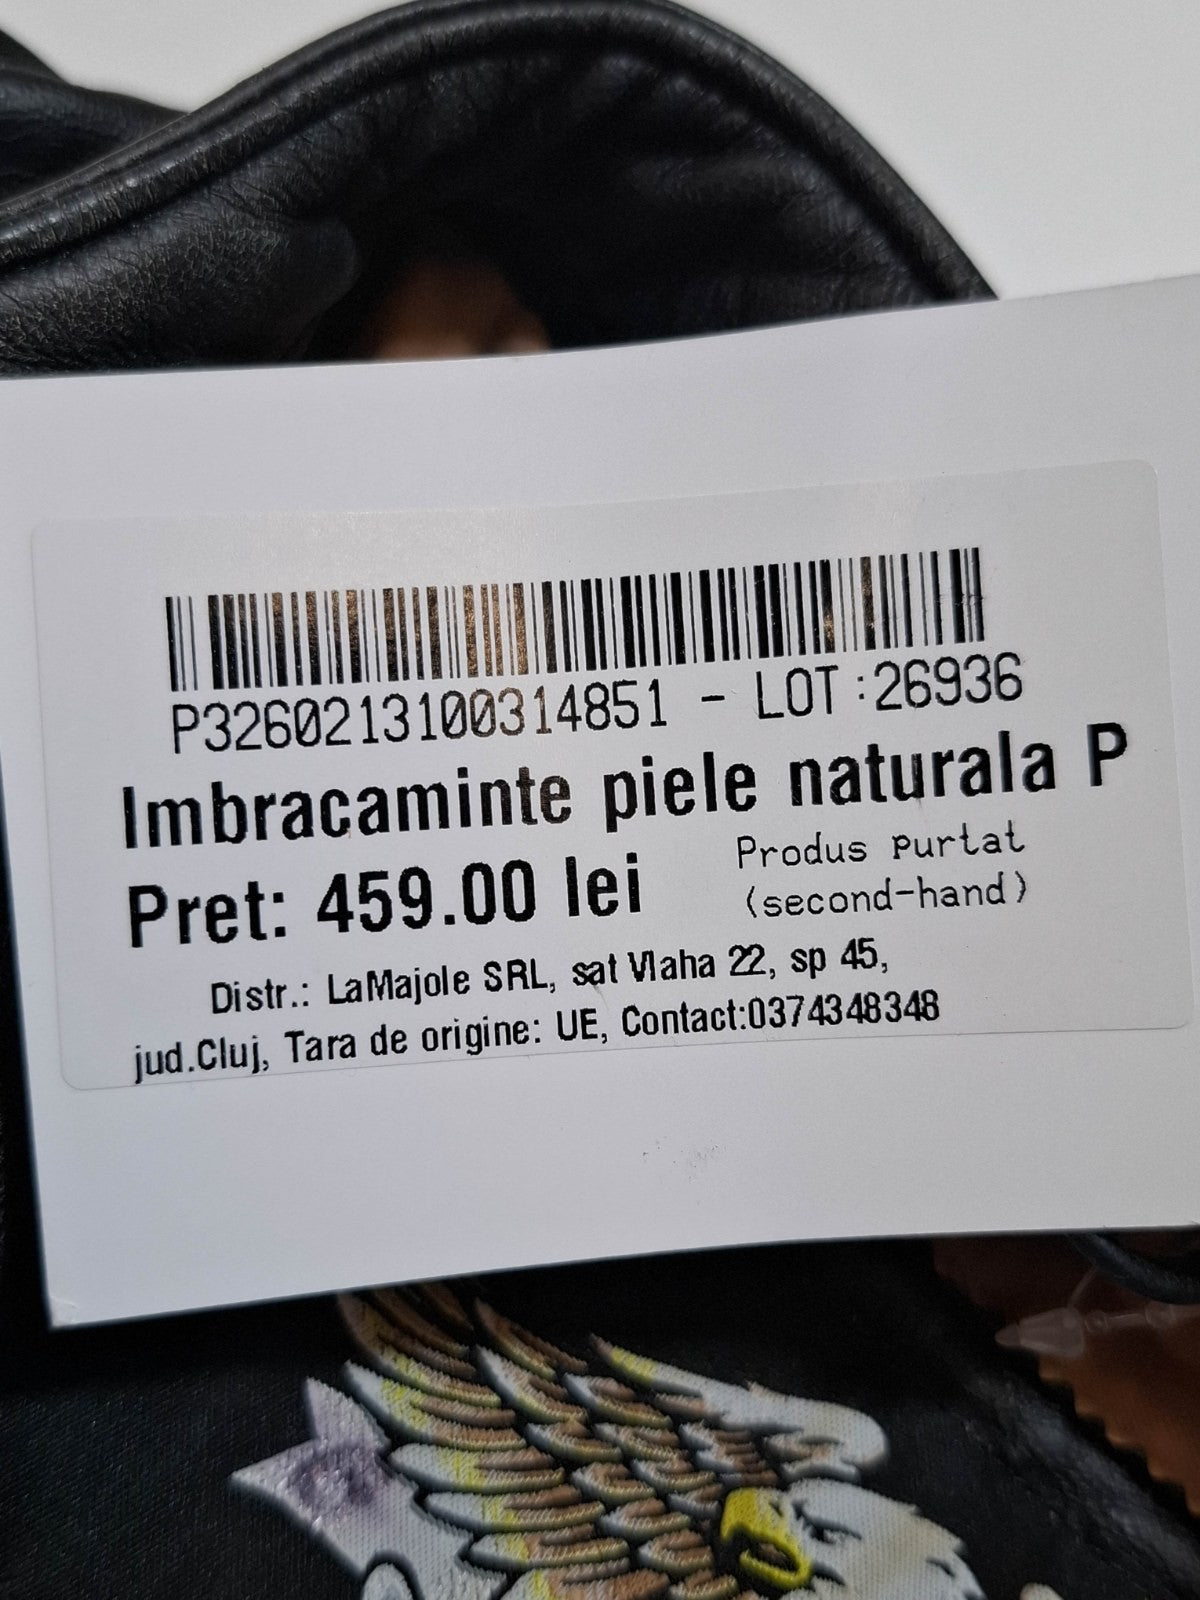 P3260213100314851 - LOT :26936
Imbracaminte piele naturala P
Pret: 459.00 lei
Produs purtat
(second-hand)
Distr.: LaMajole SRL, sat Vlaha 22, sp 45,
jud.Cluj, Tara de origine: UE, Contact:0374348348